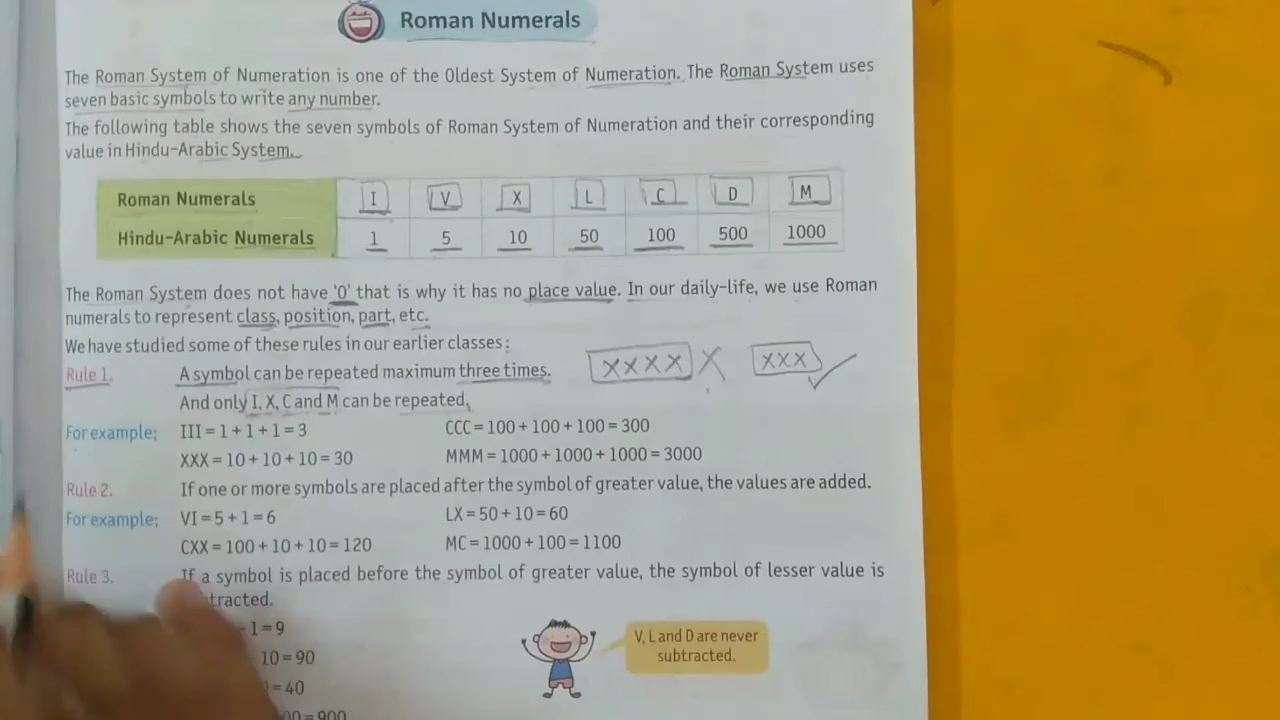 Roman Numerals
The Roman System of Numeration is one of the Oldest System of Numeration. The Roman System uses
seven basic symbols to write any number.
The following table shows the seven symbols of Roman System of Numeration and their corresponding
value in Hindu-Arabic System.
Roman Numerals I V X L C D M
Hindu-Arabic Numerals 1 5 10 50 100 500 1000
The Roman System does not have '0' that is why it has no place value. In our daily-life, we use Roman
numerals to represent class, position, part, etc.
We have studied some of these rules in our earlier classes:
Rule 1. A symbol can be repeated maximum three times. XXXX X XXX ✓
And only I, X, C and M can be repeated,
For example; III = 1 + 1 + 1 = 3 CCC = 100 + 100 + 100 = 300
XXX = 10 + 10 + 10 = 30 MMM = 1000 + 1000 + 1000 = 3000
Rule 2. If one or more symbols are placed after the symbol of greater value, the values are added.
For example; VI = 5 + 1 = 6 LX = 50 + 10 = 60
CXX = 100 + 10 + 10 = 120 MC = 1000 + 100 = 1100
Rule 3. If a symbol is placed before the symbol of greater value, the symbol of lesser value is
tracted.
- 1 = 9
10 = 90
= 40
00 = 900
V, L and D are never
subtracted.